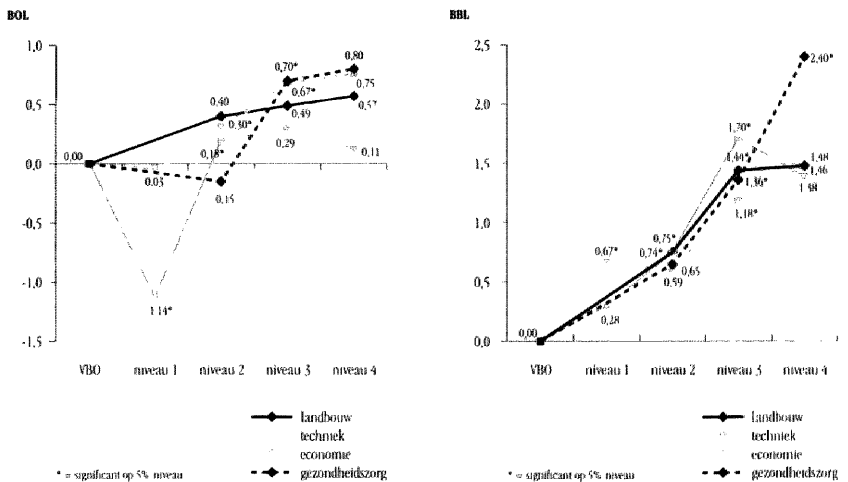 BOL
1,0
0,5
0,0
-0,5
-1,0
-1,5
0,00
0,03
1,14*
0,40
0,30*
0,18*
0,15
0,70*
0,67*
0,49
0,29
0,80
0,75
0,57
0,11
VBO niveau 1 niveau 2 niveau 3 niveau 4
landbouw
techniek
economie
gezondheidszorg
* = significant op 5% niveau
BBL
2,5
2,0
1,5
1,0
0,5
0,0
0,00
0,67*
0,28
0,75*
0,74*
0,65
0,59
1,70*
1,44*
1,36*
1,18*
2,40*
1,48
1,46
VBO niveau 1 niveau 2 niveau 3 niveau 4
landbouw
techniek
economie
gezondheidszorg
* = significant op 5% niveau